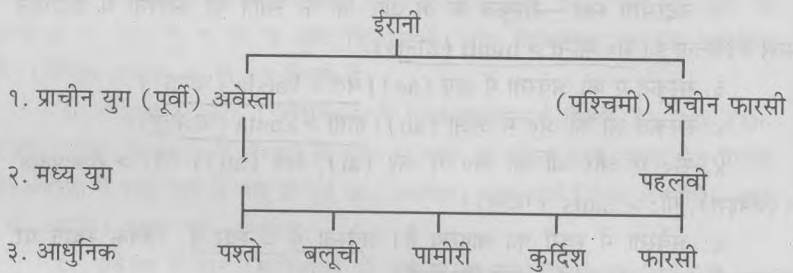 ईरानी
१. प्राचीन युग (पूर्वी) अवेस्ता (पश्चिमी) प्राचीन फारसी
२. मध्य युग पहलवी
३. आधुनिक पश्तो बलूची पामीरी कुर्दिश फारसी